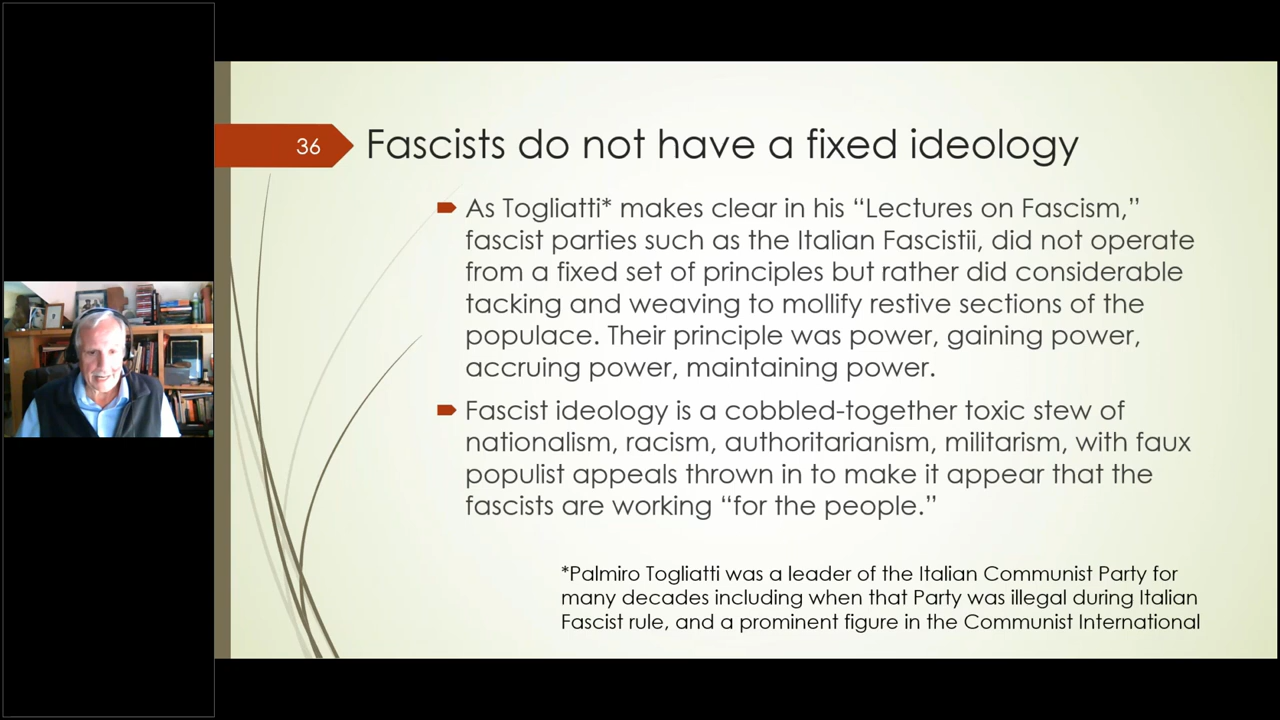 36
Fascists do not have a fixed ideology
As Togliatti* makes clear in his “Lectures on Fascism,”
fascist parties such as the Italian Fascistii, did not operate
from a fixed set of principles but rather did considerable
tacking and weaving to mollify restive sections of the
populace. Their principle was power, gaining power,
accruing power, maintaining power.
Fascist ideology is a cobbled-together toxic stew of
nationalism, racism, authoritarianism, militarism, with faux
populist appeals thrown in to make it appear that the
fascists are working “for the people.”
*Palmiro Togliatti was a leader of the Italian Communist Party for
many decades including when that Party was illegal during Italian
Fascist rule, and a prominent figure in the Communist International